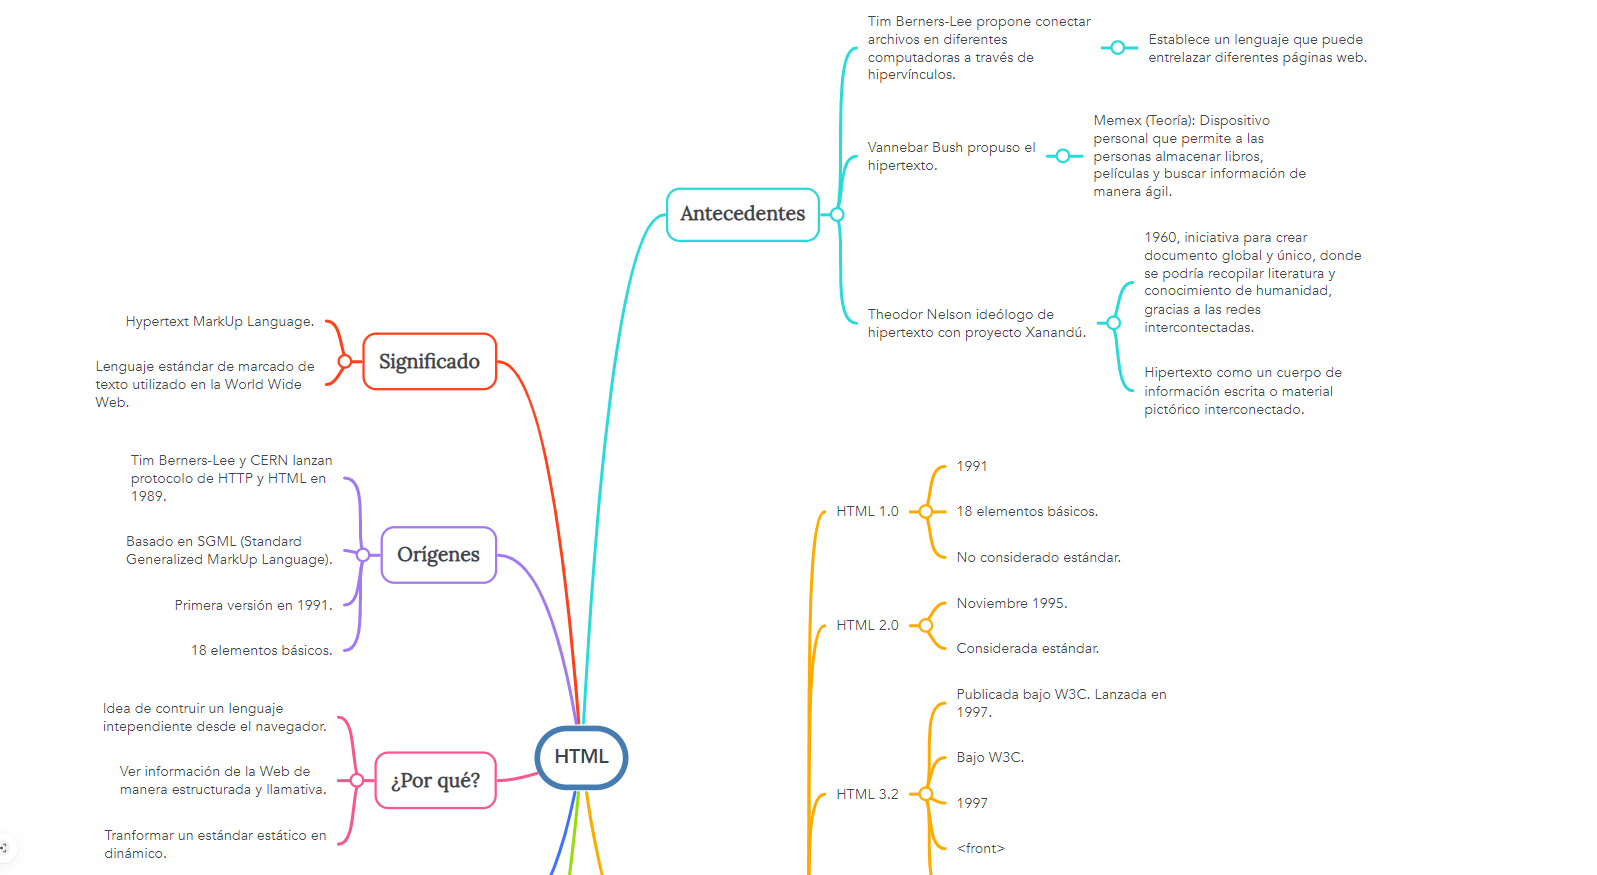 Tim Berners-Lee propone conectar
archivos en diferentes
computadoras a través de
hipervínculos.
Establece un lenguaje que puede
entrelazar diferentes páginas web.
Vannebar Bush propuso el
hipertexto.
Memex (Teoría): Dispositivo
personal que permite a las
personas almacenar libros,
películas y buscar información de
manera ágil.
Antecedentes
Theodor Nelson ideólogo de
hipertexto con proyecto Xanandú.
1960, iniciativa para crear
documento global y único, donde
se podría recopilar literatura y
conocimiento de humanidad,
gracias a las redes
intercontectadas.
Hipertexto como un cuerpo de
información escrita o material
pictórico interconectado.
Hypertext MarkUp Language.
Lenguaje estándar de marcado de
texto utilizado en la World Wide
Web.
Significado
Tim Berners-Lee y CERN lanzan
protocolo de HTTP y HTML en
1989.
Basado en SGML (Standard
Generalized MarkUp Language).
Primera versión en 1991.
18 elementos básicos.
Orígenes
Idea de contruir un lenguaje
intependiente desde el navegador.
Ver información de la Web de
manera estructurada y llamativa.
Tranformar un estándar estático en
dinámico.
¿Por qué?
HTML
HTML 1.0
1991
18 elementos básicos.
No considerado estándar.
HTML 2.0
Noviembre 1995.
Considerada estándar.
HTML 3.2
Publicada bajo W3C. Lanzada en
1997.
Bajo W3C.
1997
<front>